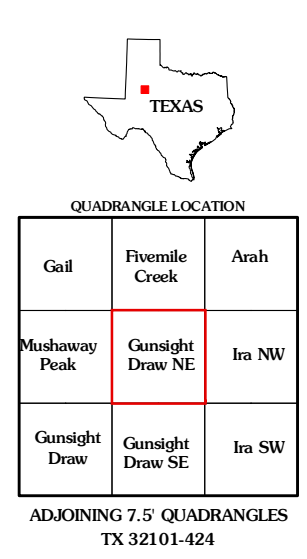 TEXAS
QUADRANGLE LOCATION
Gail
Fivemile
Creek
Arah
Mushaway
Peak
Gunsight
Draw NE
Ira NW
Gunsight
Draw
Gunsight
Draw SE
Ira SW
ADJOINING 7.5' QUADRANGLES
TX 32101-424